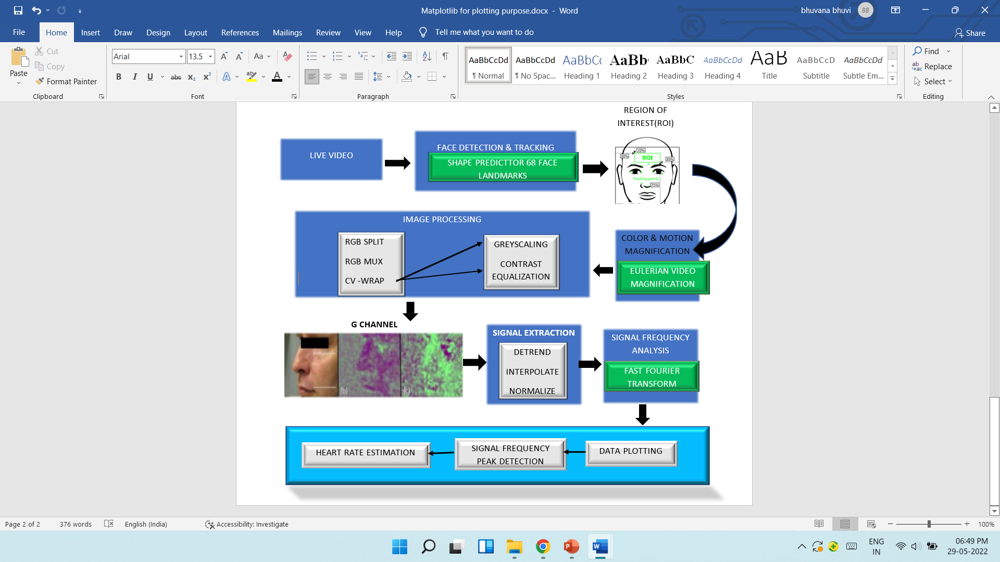 Matplotlib for plotting purpose.docx - Word
bhuvana bhuvi
BB
File
Home
Insert
Draw
Design
Layout
References
Mailings
Review
View
Help
Tell me what you want to do
Share
Paste
Cut
Copy
Format Painter
Clipboard
Arial
13.5
Font
Paragraph
AaBbCcDd
¶ Normal
AaBbCcDd
¶ No Spac...
AaBbCc
Heading 1
AaBb
Heading 2
AaBbC
Heading 3
AaBbCcDd
Heading 4
AaB
Title
AaBbCcD
Subtitle
AaBbCcDd
Subtle Em...
Styles
Find
Replace
Select
Editing
REGION OF
INTEREST(ROI)
LIVE VIDEO
FACE DETECTION & TRACKING
SHAPE PREDICTTOR 68 FACE
LANDMARKS
10%
30%
ROI
30%
Tracking points
75%
IMAGE PROCESSING
RGB SPLIT
RGB MUX
CV -WRAP
GREYSCALING
CONTRAST
EQUALIZATION
COLOR & MOTION
MAGNIFICATION
EULERIAN VIDEO
MAGNIFICATION
G CHANNEL
(b)
(c)
SIGNAL EXTRACTION
DETREND
INTERPOLATE
NORMALIZE
SIGNAL FREQUENCY
ANALYSIS
FAST FOURIER
TRANSFORM
HEART RATE ESTIMATION
SIGNAL FREQUENCY
PEAK DETECTION
DATA PLOTTING
Page 2 of 2
376 words
English (India)
Accessibility: Investigate
100%
ENG
IN
06:49 PM
29-05-2022